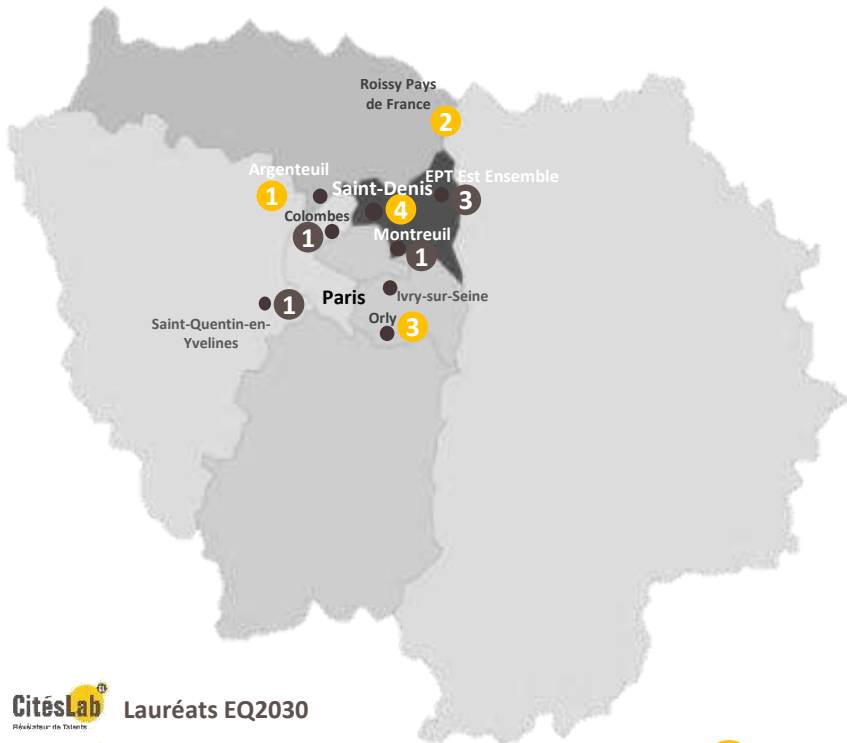 Roissy Pays
de France
2
Argenteuil
EPT Est Ensemble
1
Saint-Denis
3
4
Colombes
Montreuil
1
1
Paris
Ivry-sur-Seine
1
Orly
3
Saint-Quentin-en-
Yvelines
CitésLab
Révélateur de Talents
Lauréats EQ2030